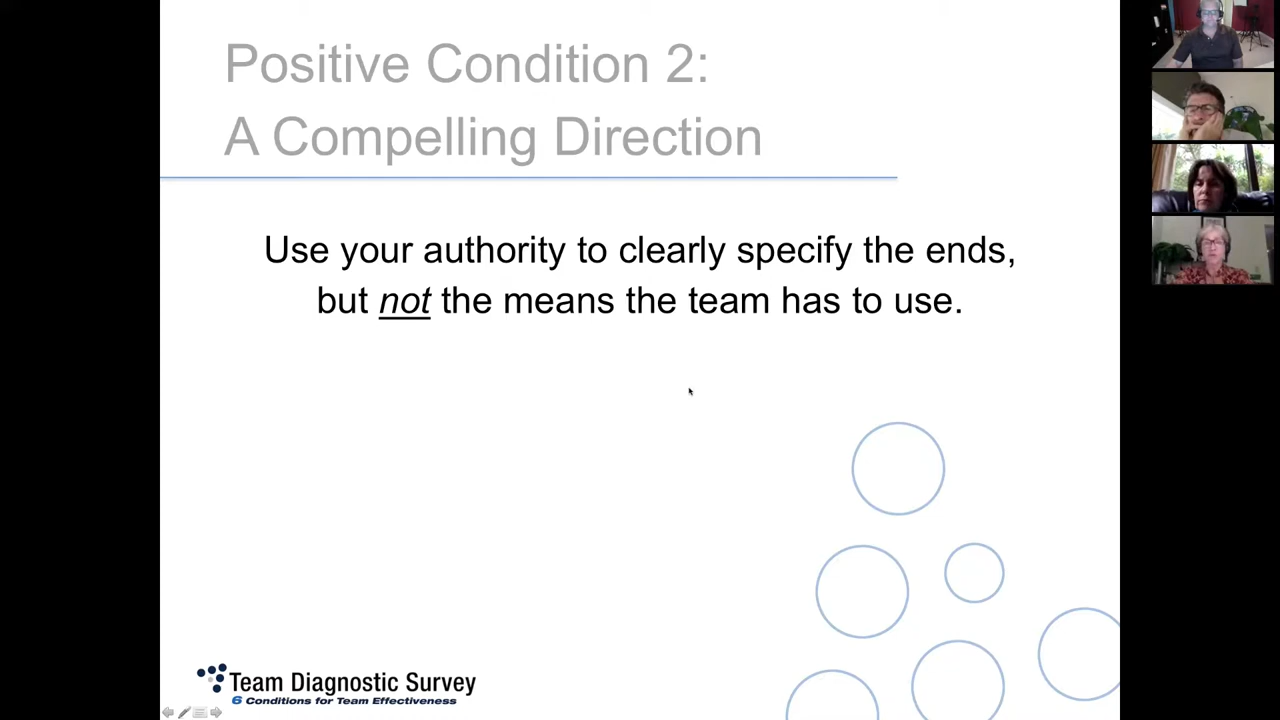 Positive Condition 2:
A Compelling Direction
Use your authority to clearly specify the ends,
but not the means the team has to use.
Team Diagnostic Survey
6 Conditions for Team Effectiveness